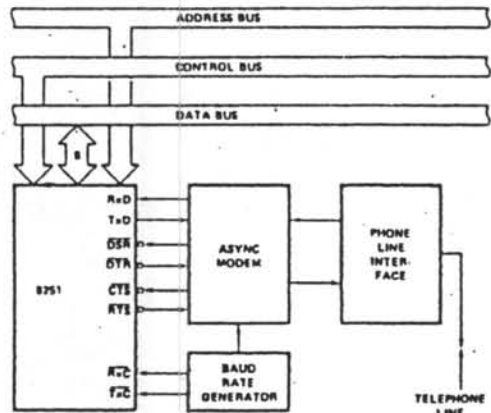 ADDRESS BUS
CONTROL BUS
DATA BUS
8
8251
RxD
TxD
DSR
DTR
CTS
RTS
RxC
TxC
ASYNC
MODEM
PHONE
LINE
INTER-
FACE
BAUD
RATE
GENERATOR
TELEPHONE
LINE